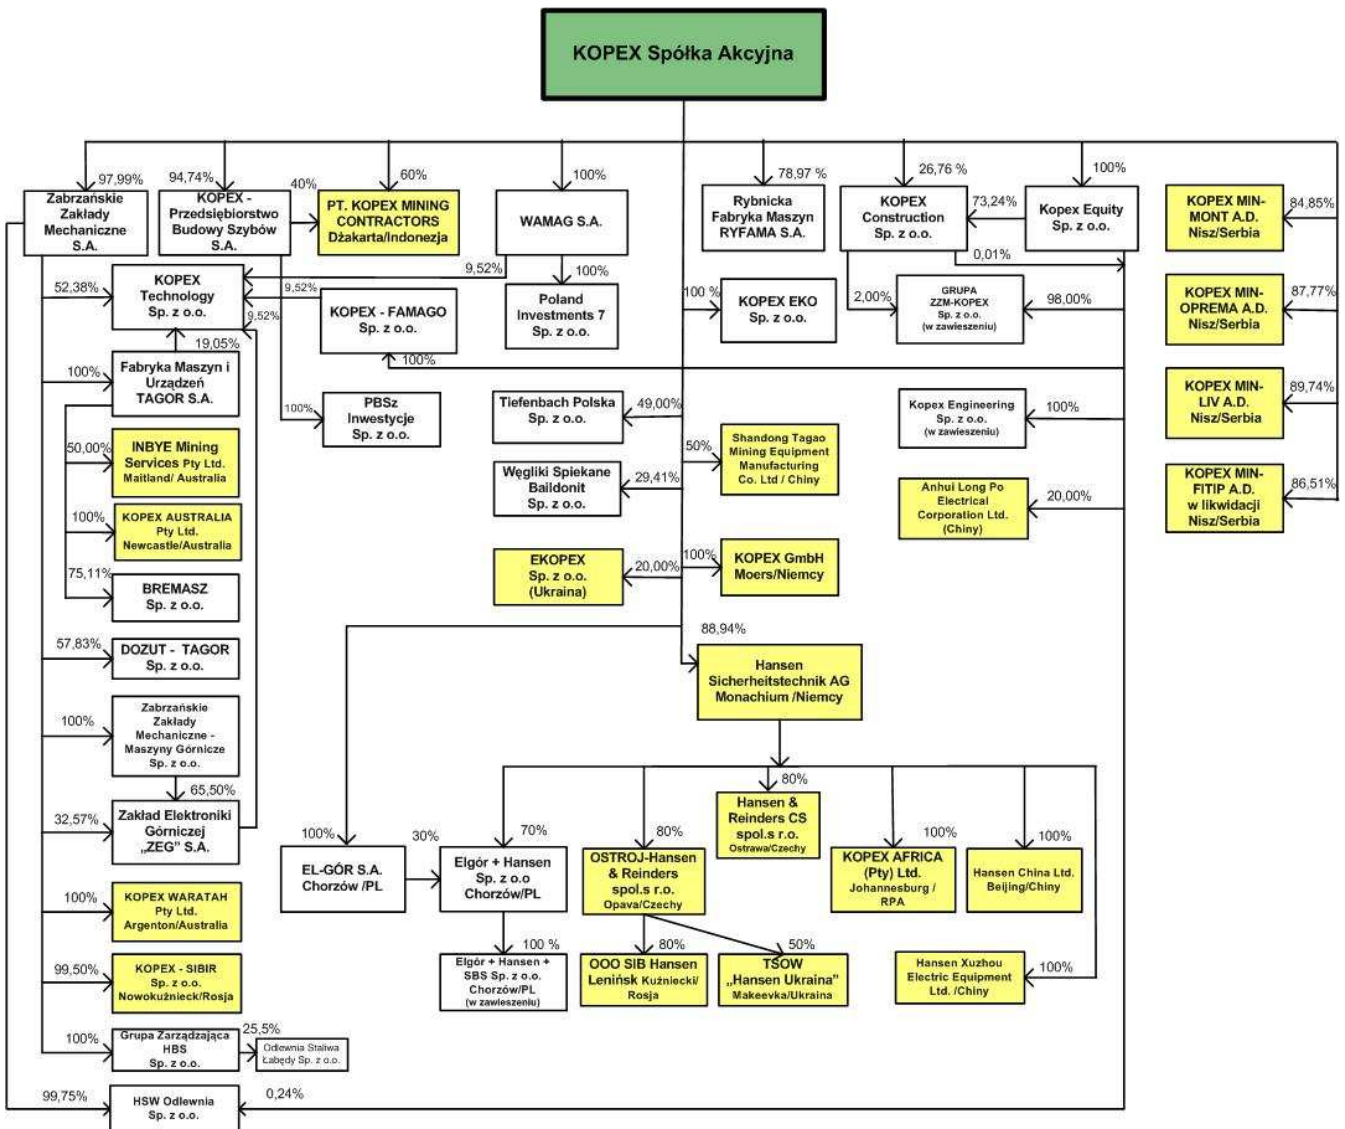 KOPEX Spółka Akcyjna
97,99%
94,74%
40%
60%
100%
78,97 %
26,76 %
100%
Zabrzańskie
Zakłady
Mechaniczne
S.A.
KOPEX -
Przedsiębiorstwo
Budowy Szybów
S.A.
PT. KOPEX MINING
CONTRACTORS
Dżakarta/Indonezja
WAMAG S.A.
Rybnicka
Fabryka Maszyn
RYFAMA S.A.
KOPEX
Construction
Sp. z o.o.
73,24%
Kopex Equity
Sp. z o.o.
KOPEX MIN-
MONT A.D.
Nisz/Serbia
84,85%
0,01%
52,38%
KOPEX
Technology
Sp. z o.o.
9,52%
9,52%
9,52%
19,05%
KOPEX - FAMAGO
Sp. z o.o.
100%
100%
Poland
Investments 7
Sp. z o.o.
100 %
KOPEX EKO
Sp. z o.o.
2,00%
GRUPA
ZZM-KOPEX
Sp. z o.o.
(w zawieszeniu)
98,00%
KOPEX MIN-
OPREMA A.D.
Nisz/Serbia
87,77%
100%
Fabryka Maszyn i
Urządzeń
TAGOR S.A.
100%
PBSz
Inwestycje
Sp. z o.o.
Tiefenbach Polska
Sp. z o.o.
49,00%
Kopex Engineering
Sp. z o.o.
(w zawieszeniu)
100%
KOPEX MIN-
LIV A.D.
Nisz/Serbia
89,74%
50,00%
INBYE Mining
Services Pty Ltd.
Maitland/ Australia
Węgliki Spiekane
Baildonit
Sp. z o.o.
29,41%
50%
Shandong Tagao
Mining Equipment
Manufacturing
Co. Ltd / Chiny
Anhui Long Po
Electrical
Corporation Ltd.
(Chiny)
20,00%
KOPEX MIN-
FITIP A.D.
w likwidacji
Nisz/Serbia
86,51%
100%
KOPEX AUSTRALIA
Pty Ltd.
Newcastle/Australia
75,11%
BREMASZ
Sp. z o.o.
EKOPEX
Sp. z o.o.
(Ukraina)
20,00%
100%
KOPEX GmbH
Moers/Niemcy
57,83%
DOZUT - TAGOR
Sp. z o.o.
88,94%
Hansen
Sicherheitstechnik AG
Monachium /Niemcy
100%
Zabrzańskie
Zakłady
Mechaniczne -
Maszyny Górnicze
Sp. z o.o.
65,50%
32,57%
Zakład Elektroniki
Górniczej
„ZEG” S.A.
100%
EL-GÓR S.A.
Chorzów /PL
30%
70%
Elgór + Hansen
Sp. z o.o
Chorzów/PL
80%
OSTROJ-Hansen
& Reinders
spol.s r.o.
Opava/Czechy
80%
Hansen &
Reinders CS
spol.s r.o.
Ostrawa/Czechy
100%
KOPEX AFRICA
(Pty) Ltd.
Johannesburg /
RPA
100%
Hansen China Ltd.
Beijing/Chiny
100%
KOPEX WARATAH
Pty Ltd.
Argenton/Australia
99,50%
KOPEX - SIBIR
Sp. z o.o.
Nowokuźnieck/Rosja
100 %
Elgór + Hansen +
SBS Sp. z o.o.
Chorzów/PL
(w zawieszeniu)
80%
OOO SIB Hansen
Leninśk Kuźniecki/
Rosja
50%
TSOW
„Hansen Ukraina”
Makeevka/Ukraina
Hansen Xuzhou
Electric Equipment
Ltd. /Chiny
100%
100%
Grupa Zarządzająca
HBS
Sp. z o.o.
25,5%
Odlewnia Staliwa
Łabędy Sp. z o.o.
99,75%
HSW Odlewnia
Sp. z o.o.
0,24%